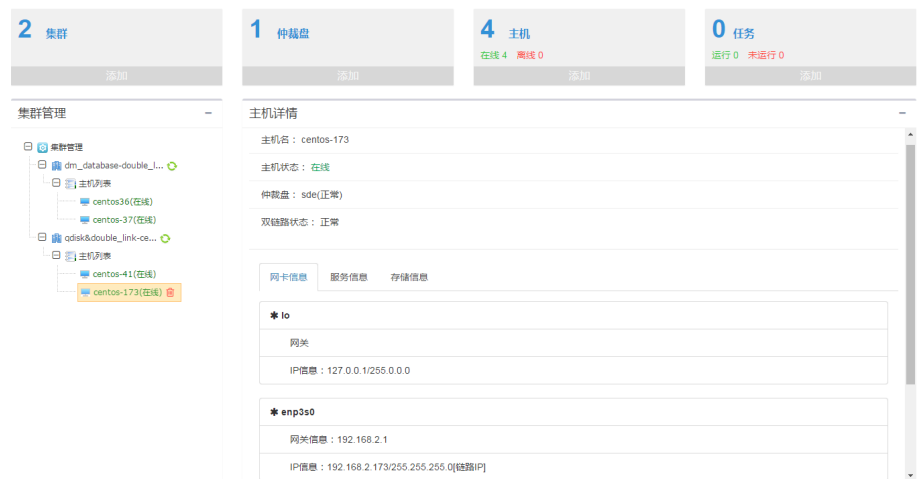 2 集群
添加
1 仲裁盘
添加
4 主机
在线 4 离线 0
添加
0 任务
运行 0 未运行 0
添加
集群管理 −
集群管理
dm_database-double_l...
主机列表
centos36(在线)
centos-37(在线)
qdisk&double_link-ce...
主机列表
centos-41(在线)
centos-173(在线)
主机详情 −
主机名： centos-173
主机状态： 在线
仲裁盘： sde(正常)
双链路状态： 正常
网卡信息 服务信息 存储信息
✱ lo
网关
IP信息：127.0.0.1/255.0.0.0
✱ enp3s0
网关信息：192.168.2.1
IP信息：192.168.2.173/255.255.255.0[链路IP]